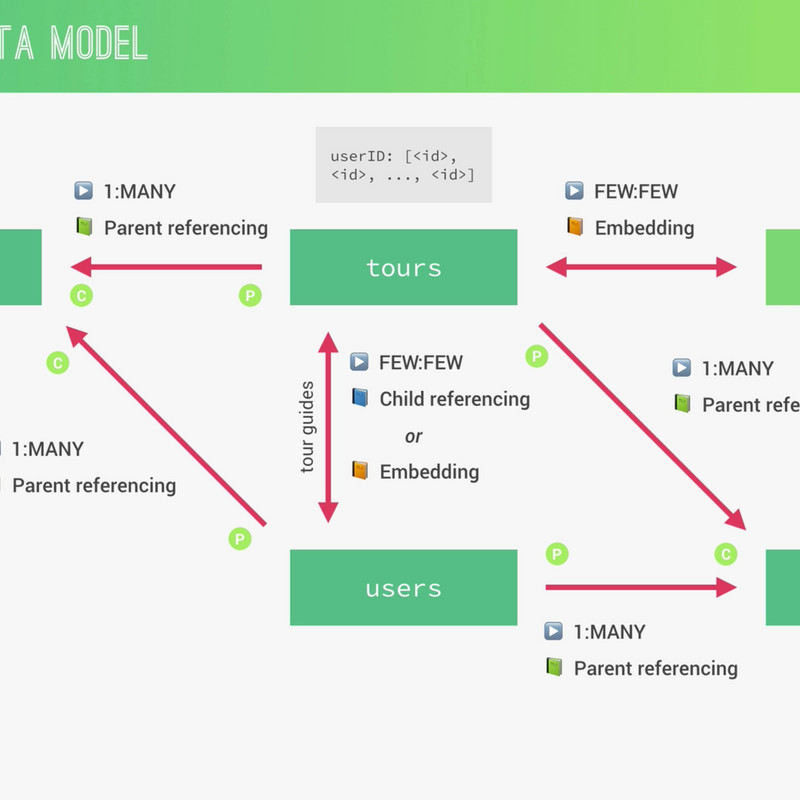 TA MODEL
userID: [<id>,
<id>, ..., <id>]
1:MANY
Parent referencing
FEW:FEW
Embedding
tours
C
P
C
P
tour guides
FEW:FEW
Child referencing
or
Embedding
1:MANY
Parent refe
1:MANY
Parent referencing
P
users
P
C
1:MANY
Parent referencing